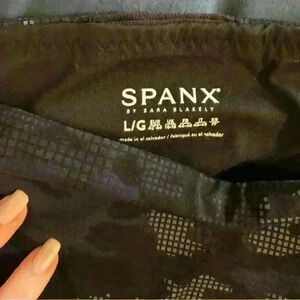 SPANX®
BY SARA BLAKELY
L/G
made in el salvador / fabriqué au el salvador